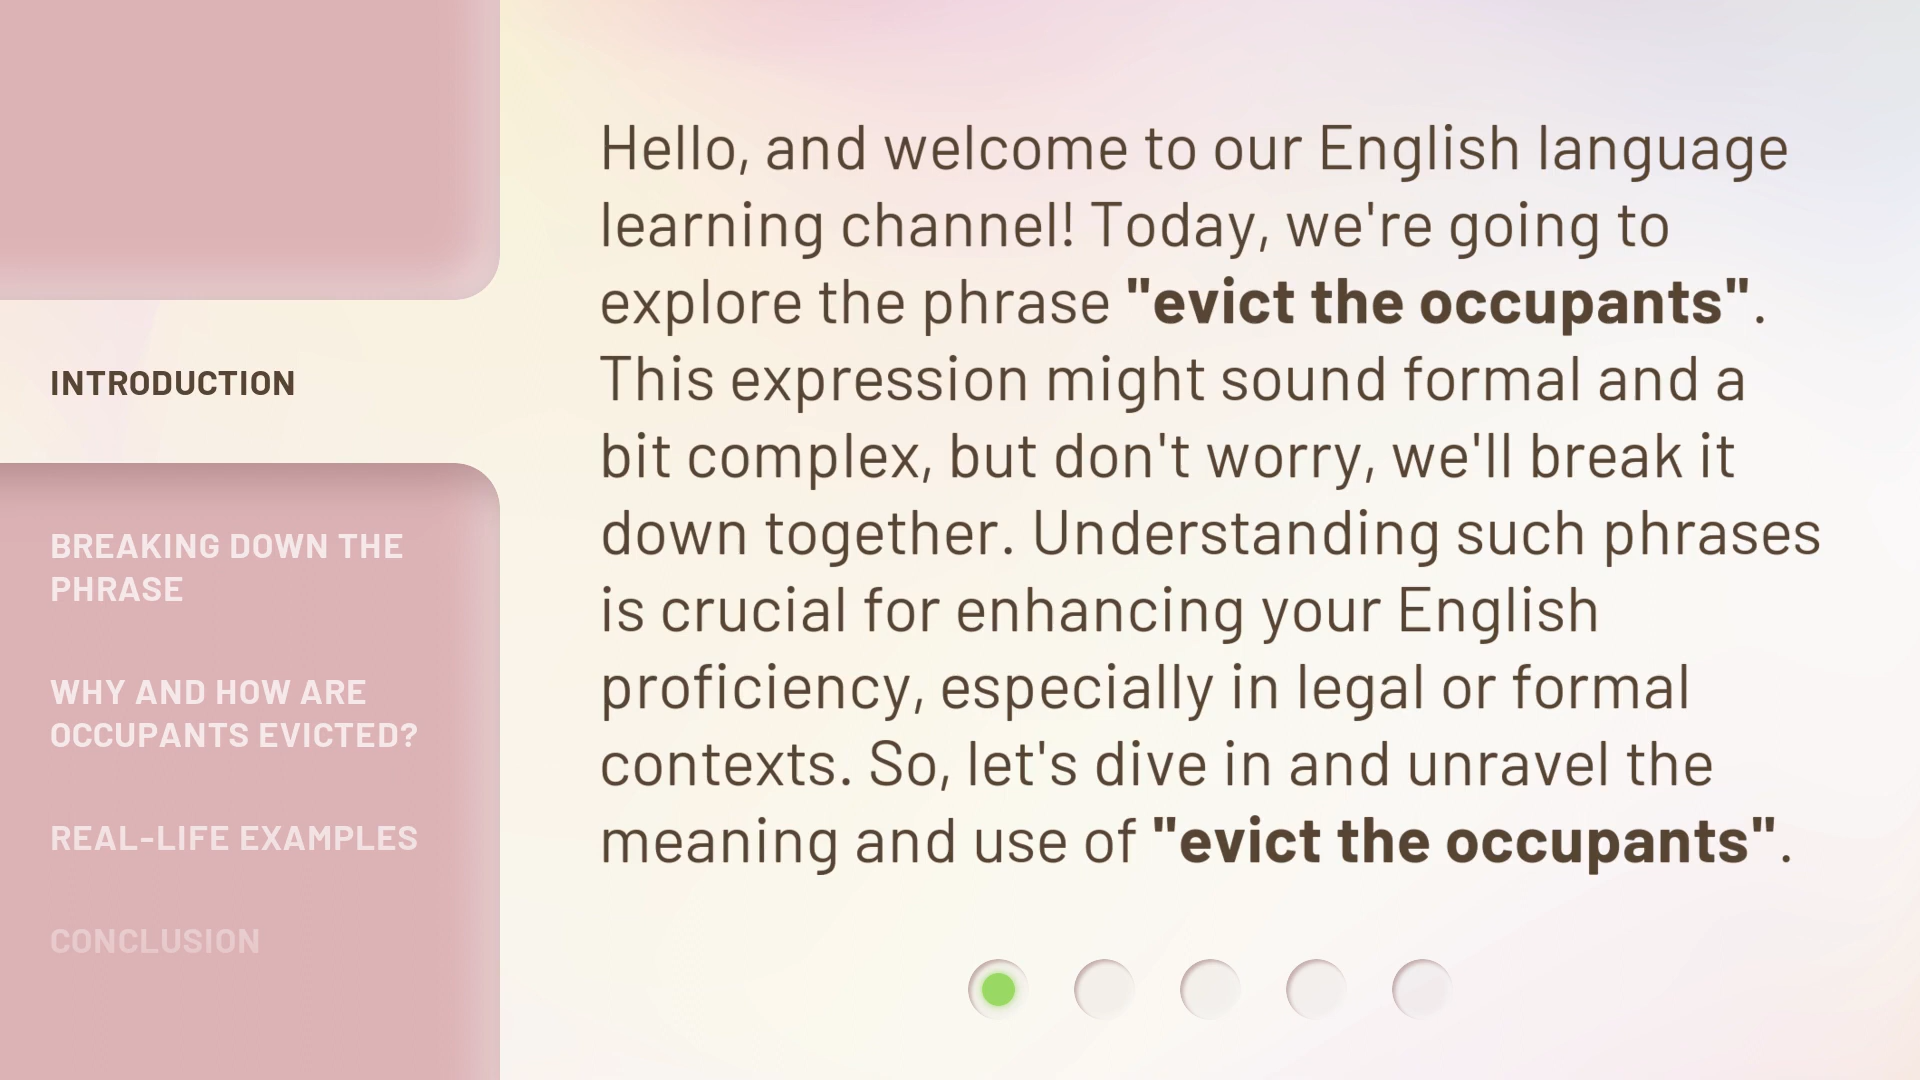 INTRODUCTION
BREAKING DOWN THE
PHRASE
WHY AND HOW ARE
OCCUPANTS EVICTED?
REAL-LIFE EXAMPLES
CONCLUSION
Hello, and welcome to our English language
learning channel! Today, we're going to
explore the phrase "evict the occupants".
This expression might sound formal and a
bit complex, but don't worry, we'll break it
down together. Understanding such phrases
is crucial for enhancing your English
proficiency, especially in legal or formal
contexts. So, let's dive in and unravel the
meaning and use of "evict the occupants".